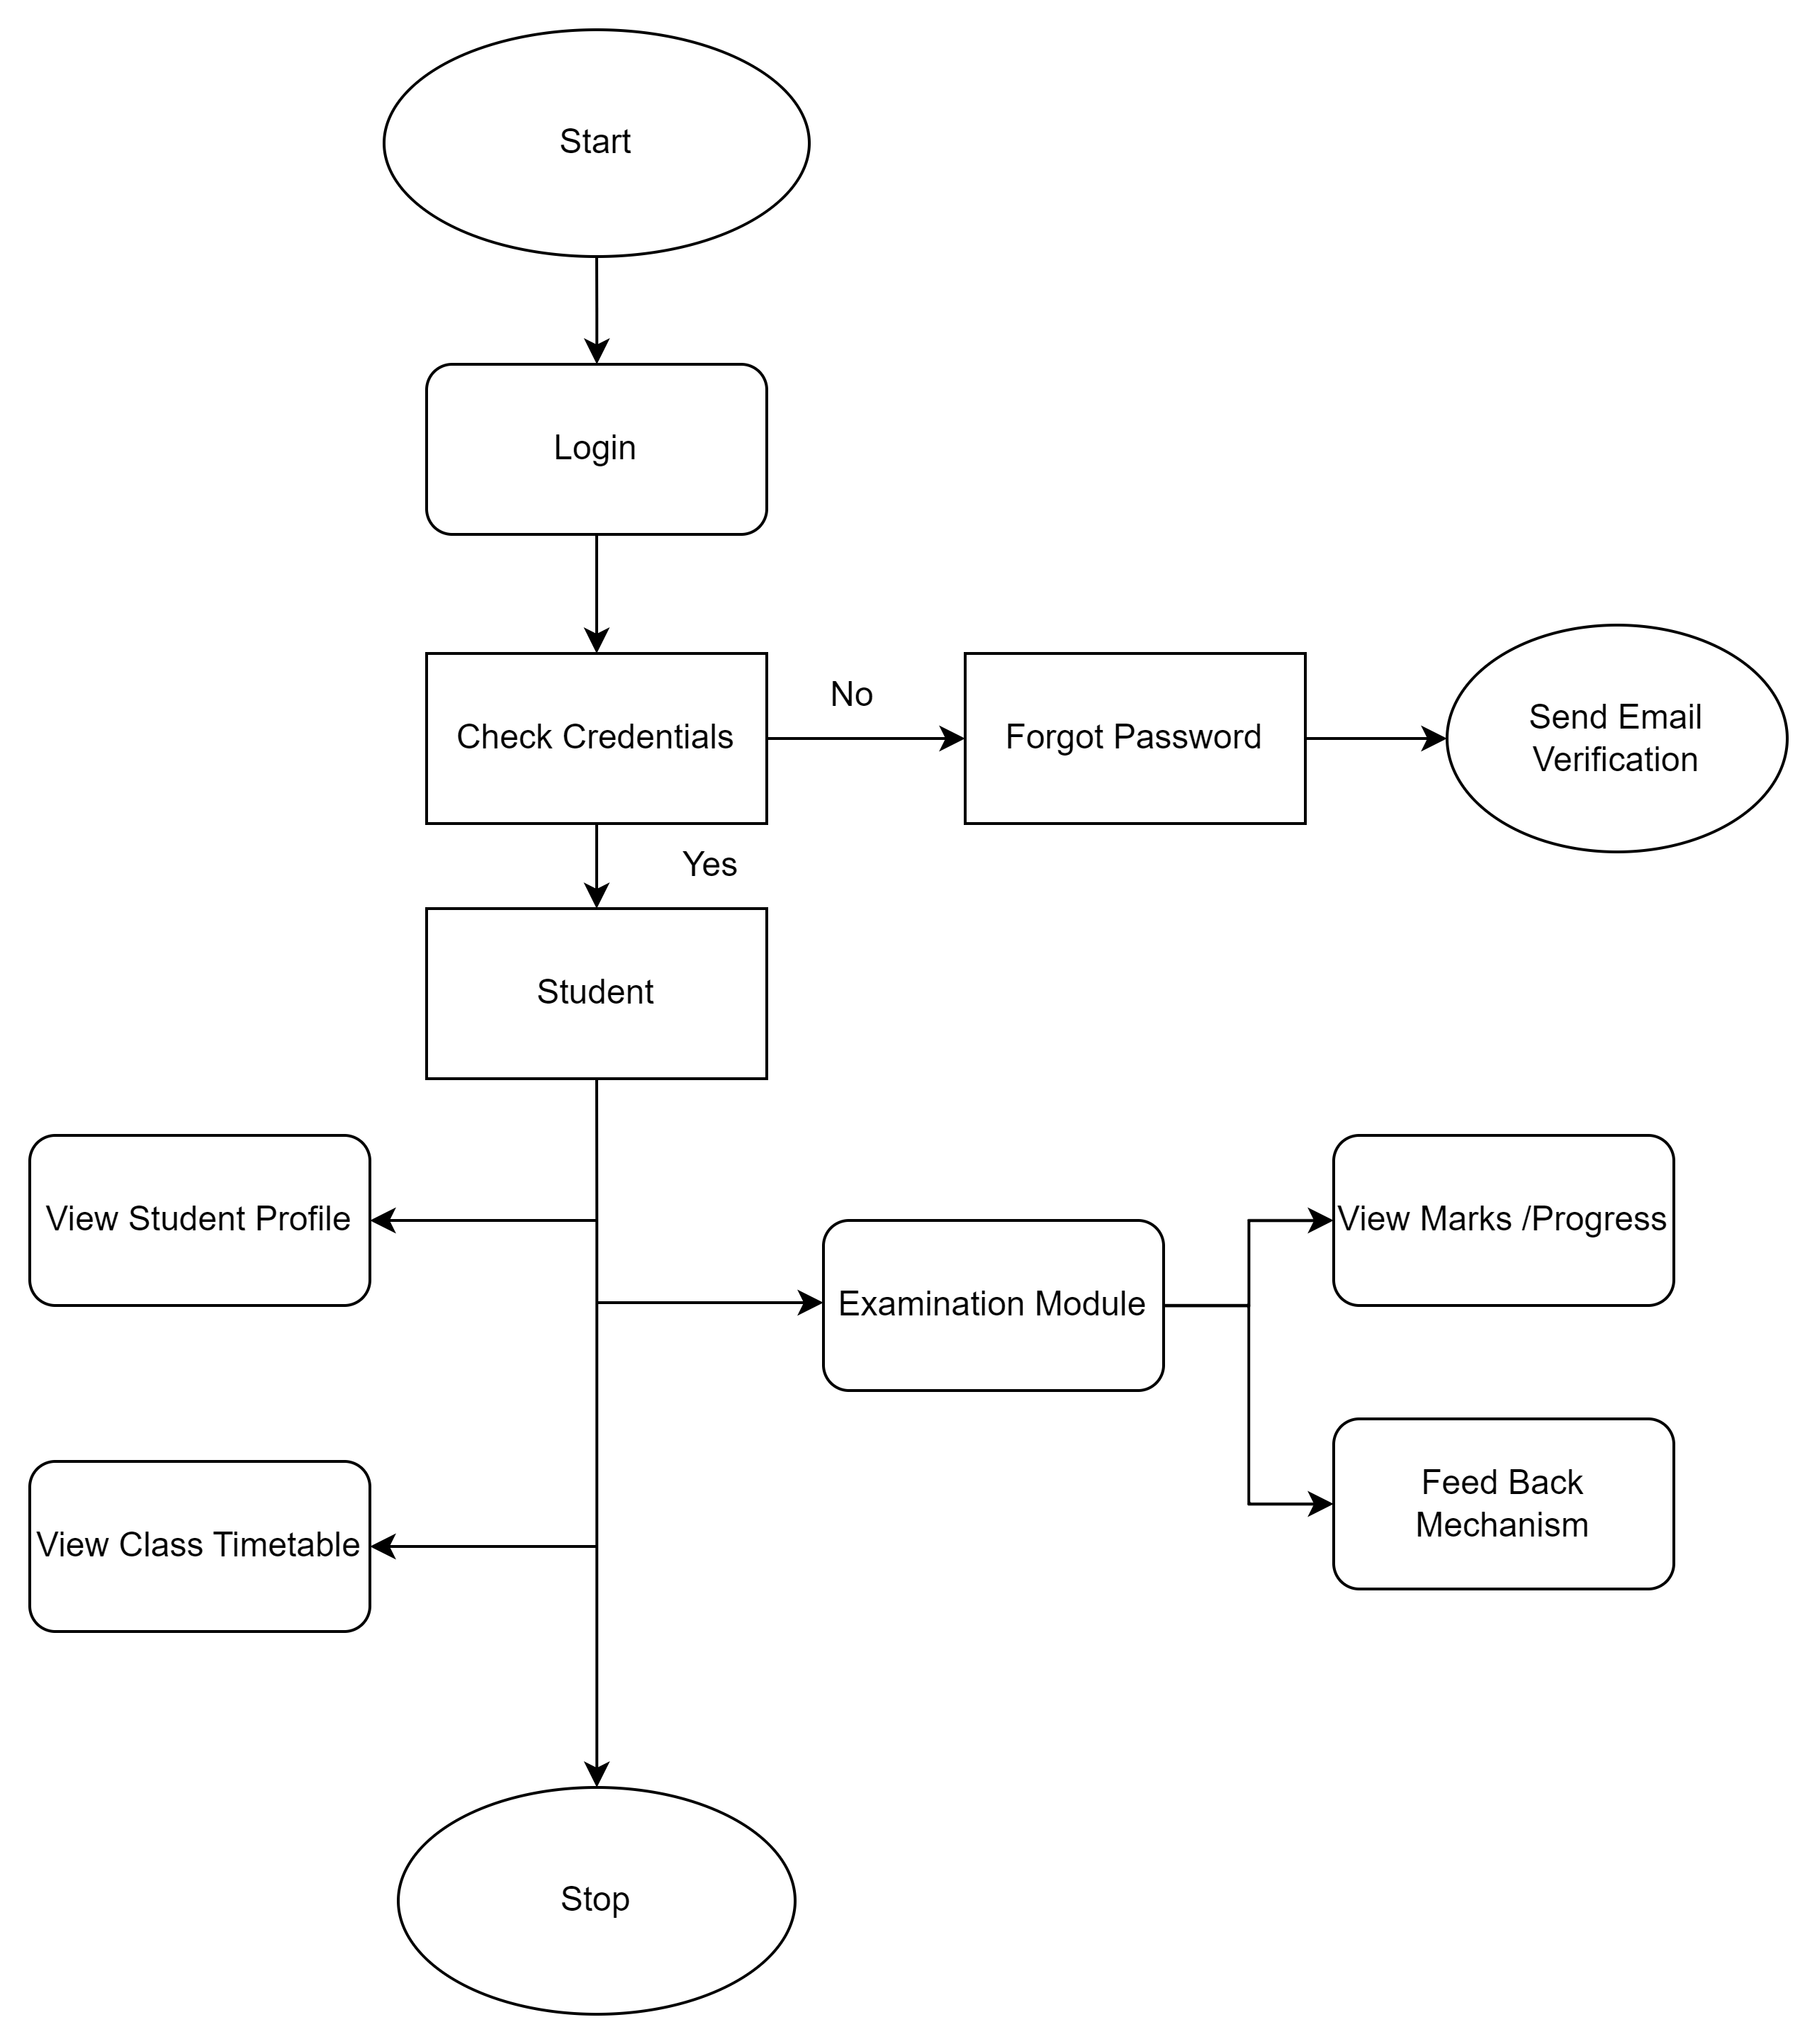 Start
Login
Check Credentials
No
Forgot Password
Send Email
Verification
Yes
Student
View Student Profile
Examination Module
View Marks /Progress
View Class Timetable
Feed Back
Mechanism
Stop